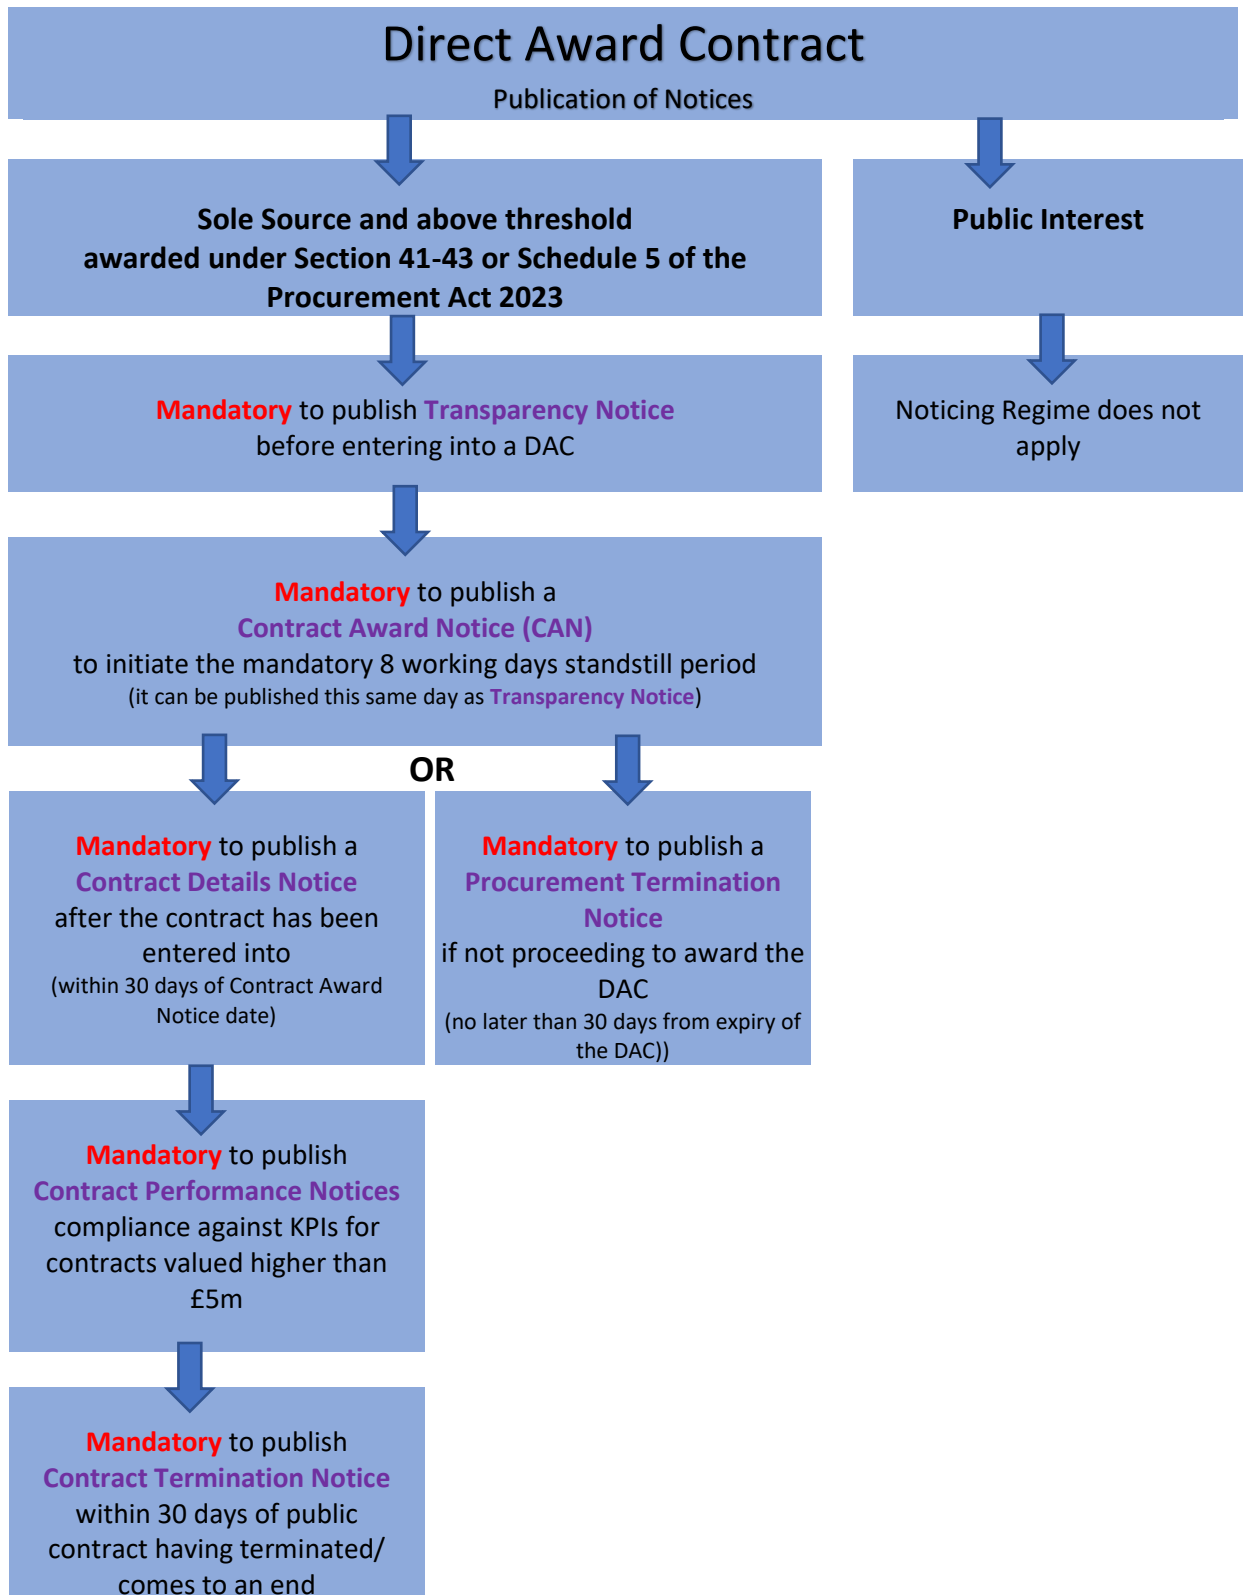 Direct Award Contract
Publication of Notices
Sole Source and above threshold
awarded under Section 41-43 or Schedule 5 of the
Procurement Act 2023
Public Interest
Mandatory to publish Transparency Notice
before entering into a DAC
Noticing Regime does not
apply
Mandatory to publish a
Contract Award Notice (CAN)
to initiate the mandatory 8 working days standstill period
(it can be published this same day as Transparency Notice)
OR
Mandatory to publish a
Contract Details Notice
after the contract has been
entered into
(within 30 days of Contract Award
Notice date)
Mandatory to publish a
Procurement Termination
Notice
if not proceeding to award the
DAC
(no later than 30 days from expiry of
the DAC))
Mandatory to publish
Contract Performance Notices
compliance against KPIs for
contracts valued higher than
£5m
Mandatory to publish
Contract Termination Notice
within 30 days of public
contract having terminated/
comes to an end